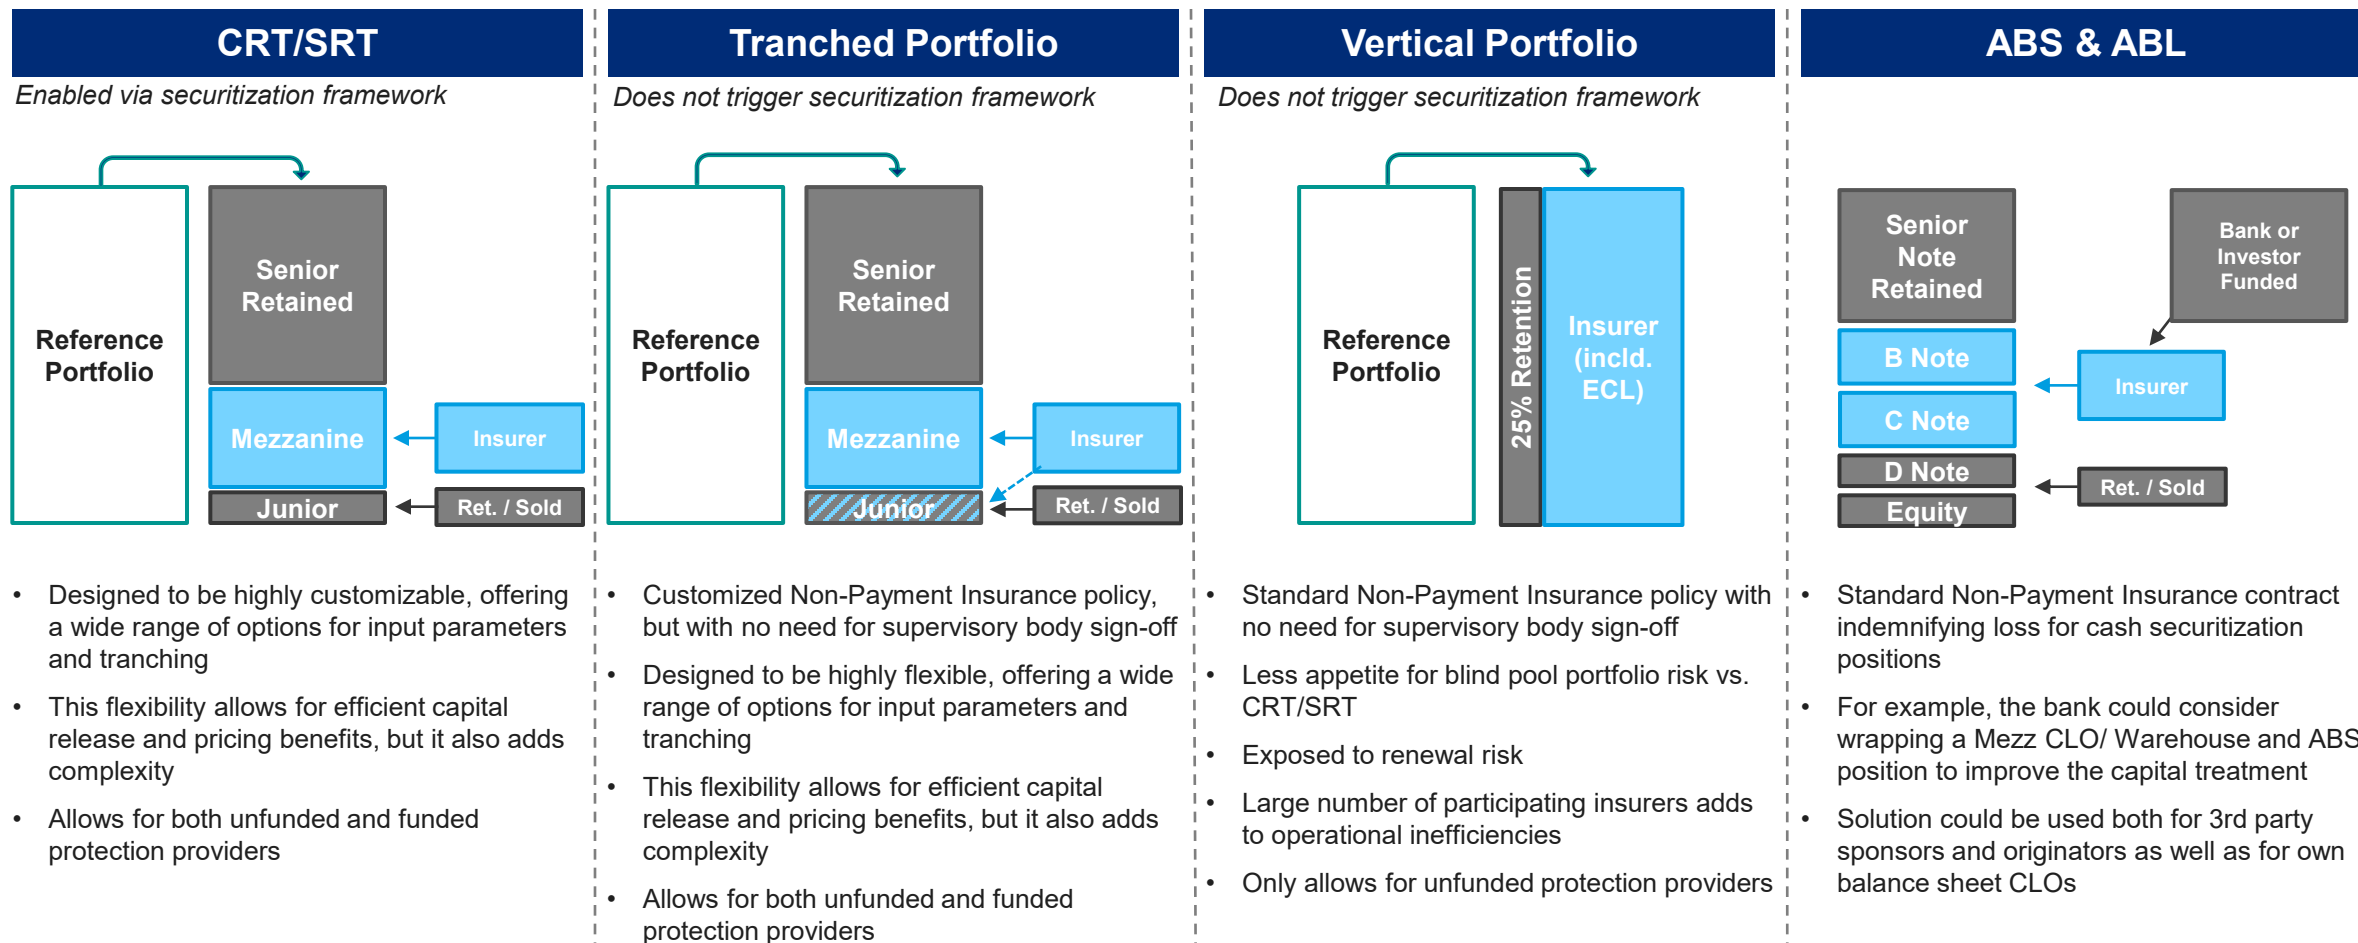 CRT/SRT
Enabled via securitization framework
Reference
Portfolio
Senior
Retained
Mezzanine
Insurer
Junior
Ret. / Sold
• Designed to be highly customizable, offering
a wide range of options for input parameters
and tranching
• This flexibility allows for efficient capital
release and pricing benefits, but it also adds
complexity
• Allows for both unfunded and funded
protection providers
Tranched Portfolio
Does not trigger securitization framework
Reference
Portfolio
Senior
Retained
Mezzanine
Insurer
Junior
Ret. / Sold
• Customized Non-Payment Insurance policy,
but with no need for supervisory body sign-off
• Designed to be highly flexible, offering a wide
range of options for input parameters and
tranching
• This flexibility allows for efficient capital
release and pricing benefits, but it also adds
complexity
• Allows for both unfunded and funded
protection providers
Vertical Portfolio
Does not trigger securitization framework
Reference
Portfolio
25% Retention
Insurer
(incld.
ECL)
• Standard Non-Payment Insurance policy with
no need for supervisory body sign-off
• Less appetite for blind pool portfolio risk vs.
CRT/SRT
• Exposed to renewal risk
• Large number of participating insurers adds
to operational inefficiencies
• Only allows for unfunded protection providers
ABS & ABL
Senior
Note
Retained
Bank or
Investor
Funded
B Note
Insurer
C Note
D Note
Ret. / Sold
Equity
• Standard Non-Payment Insurance contract
indemnifying loss for cash securitization
positions
• For example, the bank could consider
wrapping a Mezz CLO/ Warehouse and ABS
position to improve the capital treatment
• Solution could be used both for 3rd party
sponsors and originators as well as for own
balance sheet CLOs